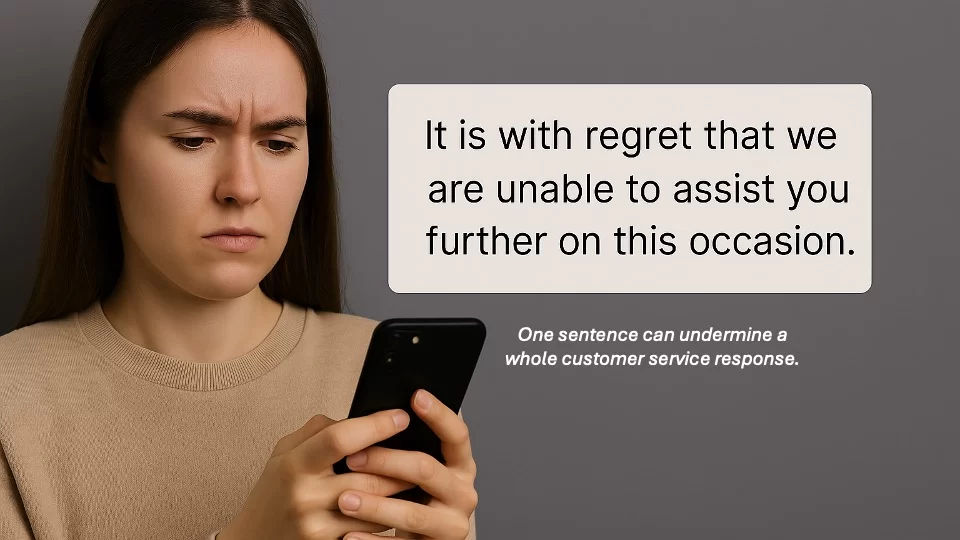 It is with regret that we
are unable to assist you
further on this occasion.
One sentence can undermine a
whole customer service response.